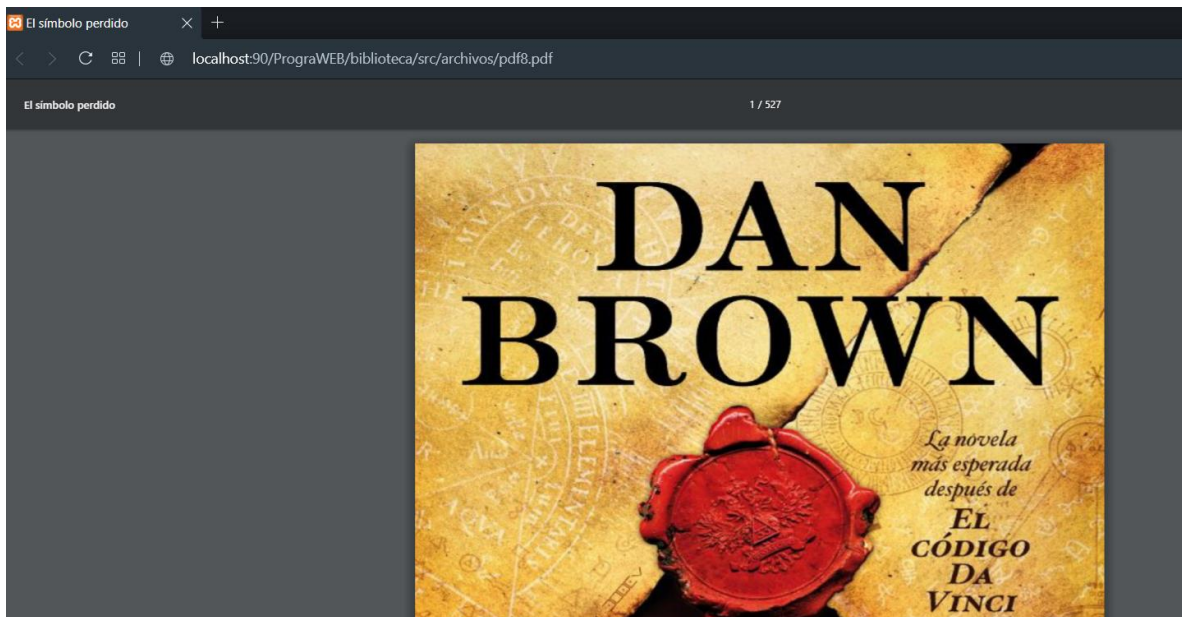 El símbolo perdido
localhost:90/PrograWEB/biblioteca/src/archivos/pdf8.pdf
El símbolo perdido
1 / 527
DAN
BROWN
La novela
más esperada
después de
EL
CÓDIGO
DA
VINCI